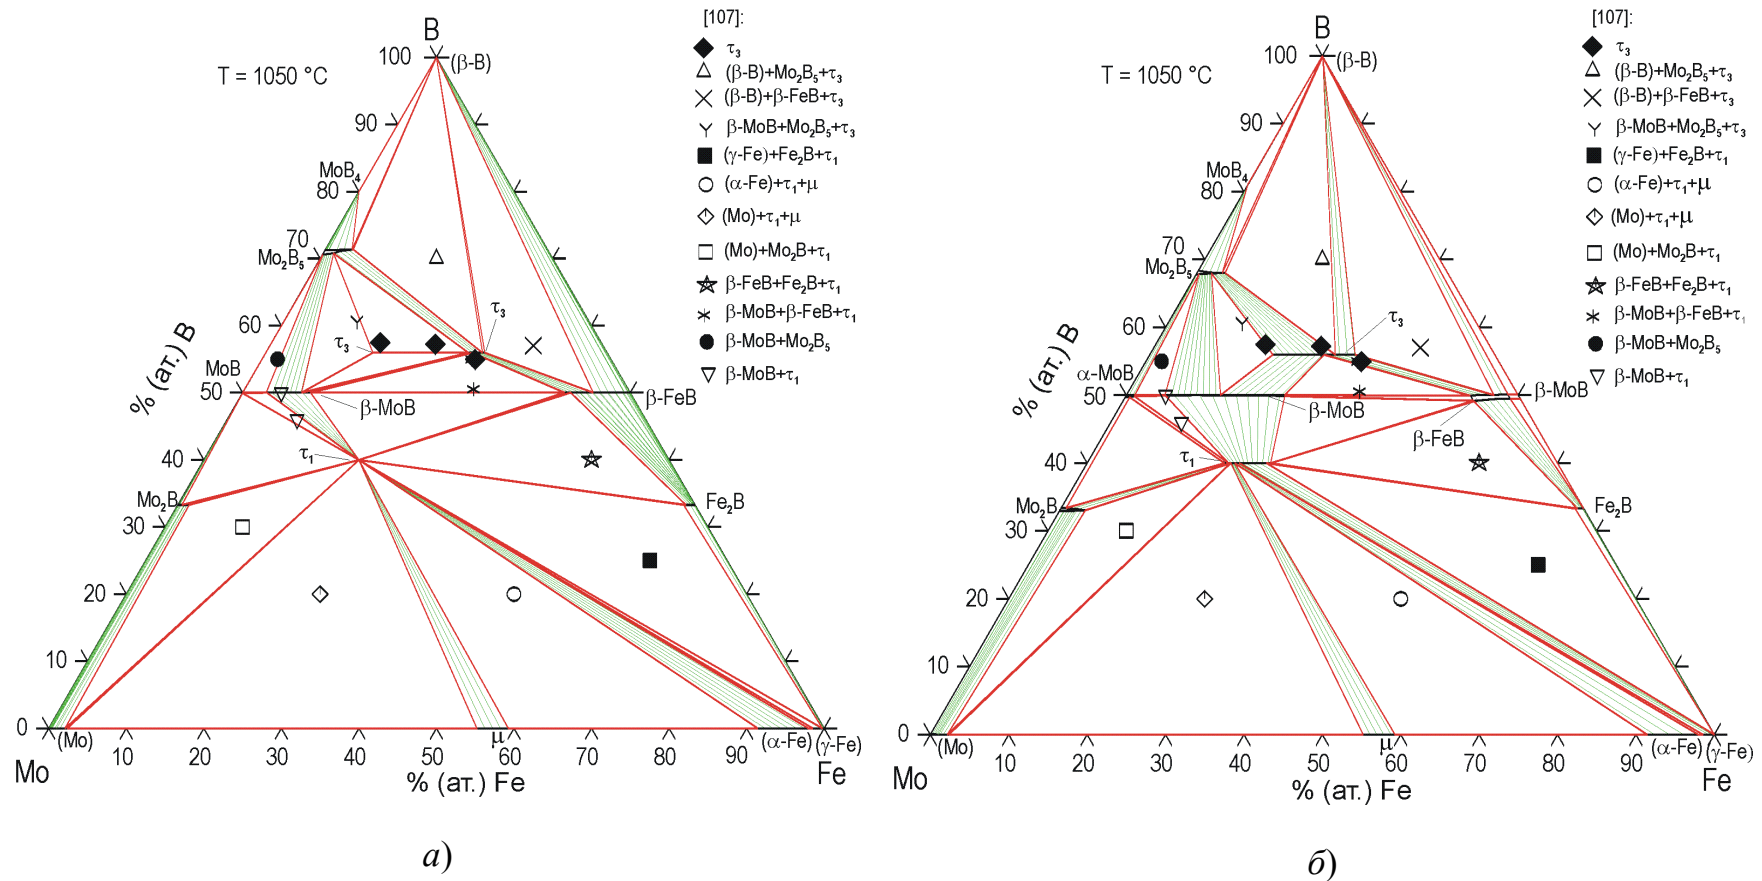 B
100
(β-B)
T = 1050 °C
90
MoB₄
80
70
Mo₂B₅
60
τ₃
τ₃
MoB
50
β-MoB
β-FeB
% (ат.) B
40
τ₁
Mo₂B
30
Fe₂B
20
10
0
(Mo)
μ
(α-Fe)
(γ-Fe)
10
20
30
40
50
60
70
80
90
Mo
% (ат.) Fe
Fe
а)
[107]:
τ₃
(β-B)+Mo₂B₅+τ₃
(β-B)+β-FeB+τ₃
β-MoB+Mo₂B₅+τ₃
(γ-Fe)+Fe₂B+τ₁
(α-Fe)+τ₁+μ
(Mo)+τ₁+μ
(Mo)+Mo₂B+τ₁
β-FeB+Fe₂B+τ₁
β-MoB+β-FeB+τ₁
β-MoB+Mo₂B₅
β-MoB+τ₁
B
100
(β-B)
T = 1050 °C
90
MoB₄
80
70
Mo₂B₅
60
τ₃
α-MoB
50
β-MoB
β-MoB
β-FeB
% (ат.) B
40
τ₁
Mo₂B
30
Fe₂B
20
10
0
(Mo)
μ
(α-Fe)
(γ-Fe)
10
20
30
40
50
60
70
80
90
Mo
% (ат.) Fe
Fe
б)
[107]:
τ₃
(β-B)+Mo₂B₅+τ₃
(β-B)+β-FeB+τ₃
β-MoB+Mo₂B₅+τ₃
(γ-Fe)+Fe₂B+τ₁
(α-Fe)+τ₁+μ
(Mo)+τ₁+μ
(Mo)+Mo₂B+τ₁
β-FeB+Fe₂B+τ₁
β-MoB+β-FeB+τ₁
β-MoB+Mo₂B₅
β-MoB+τ₁